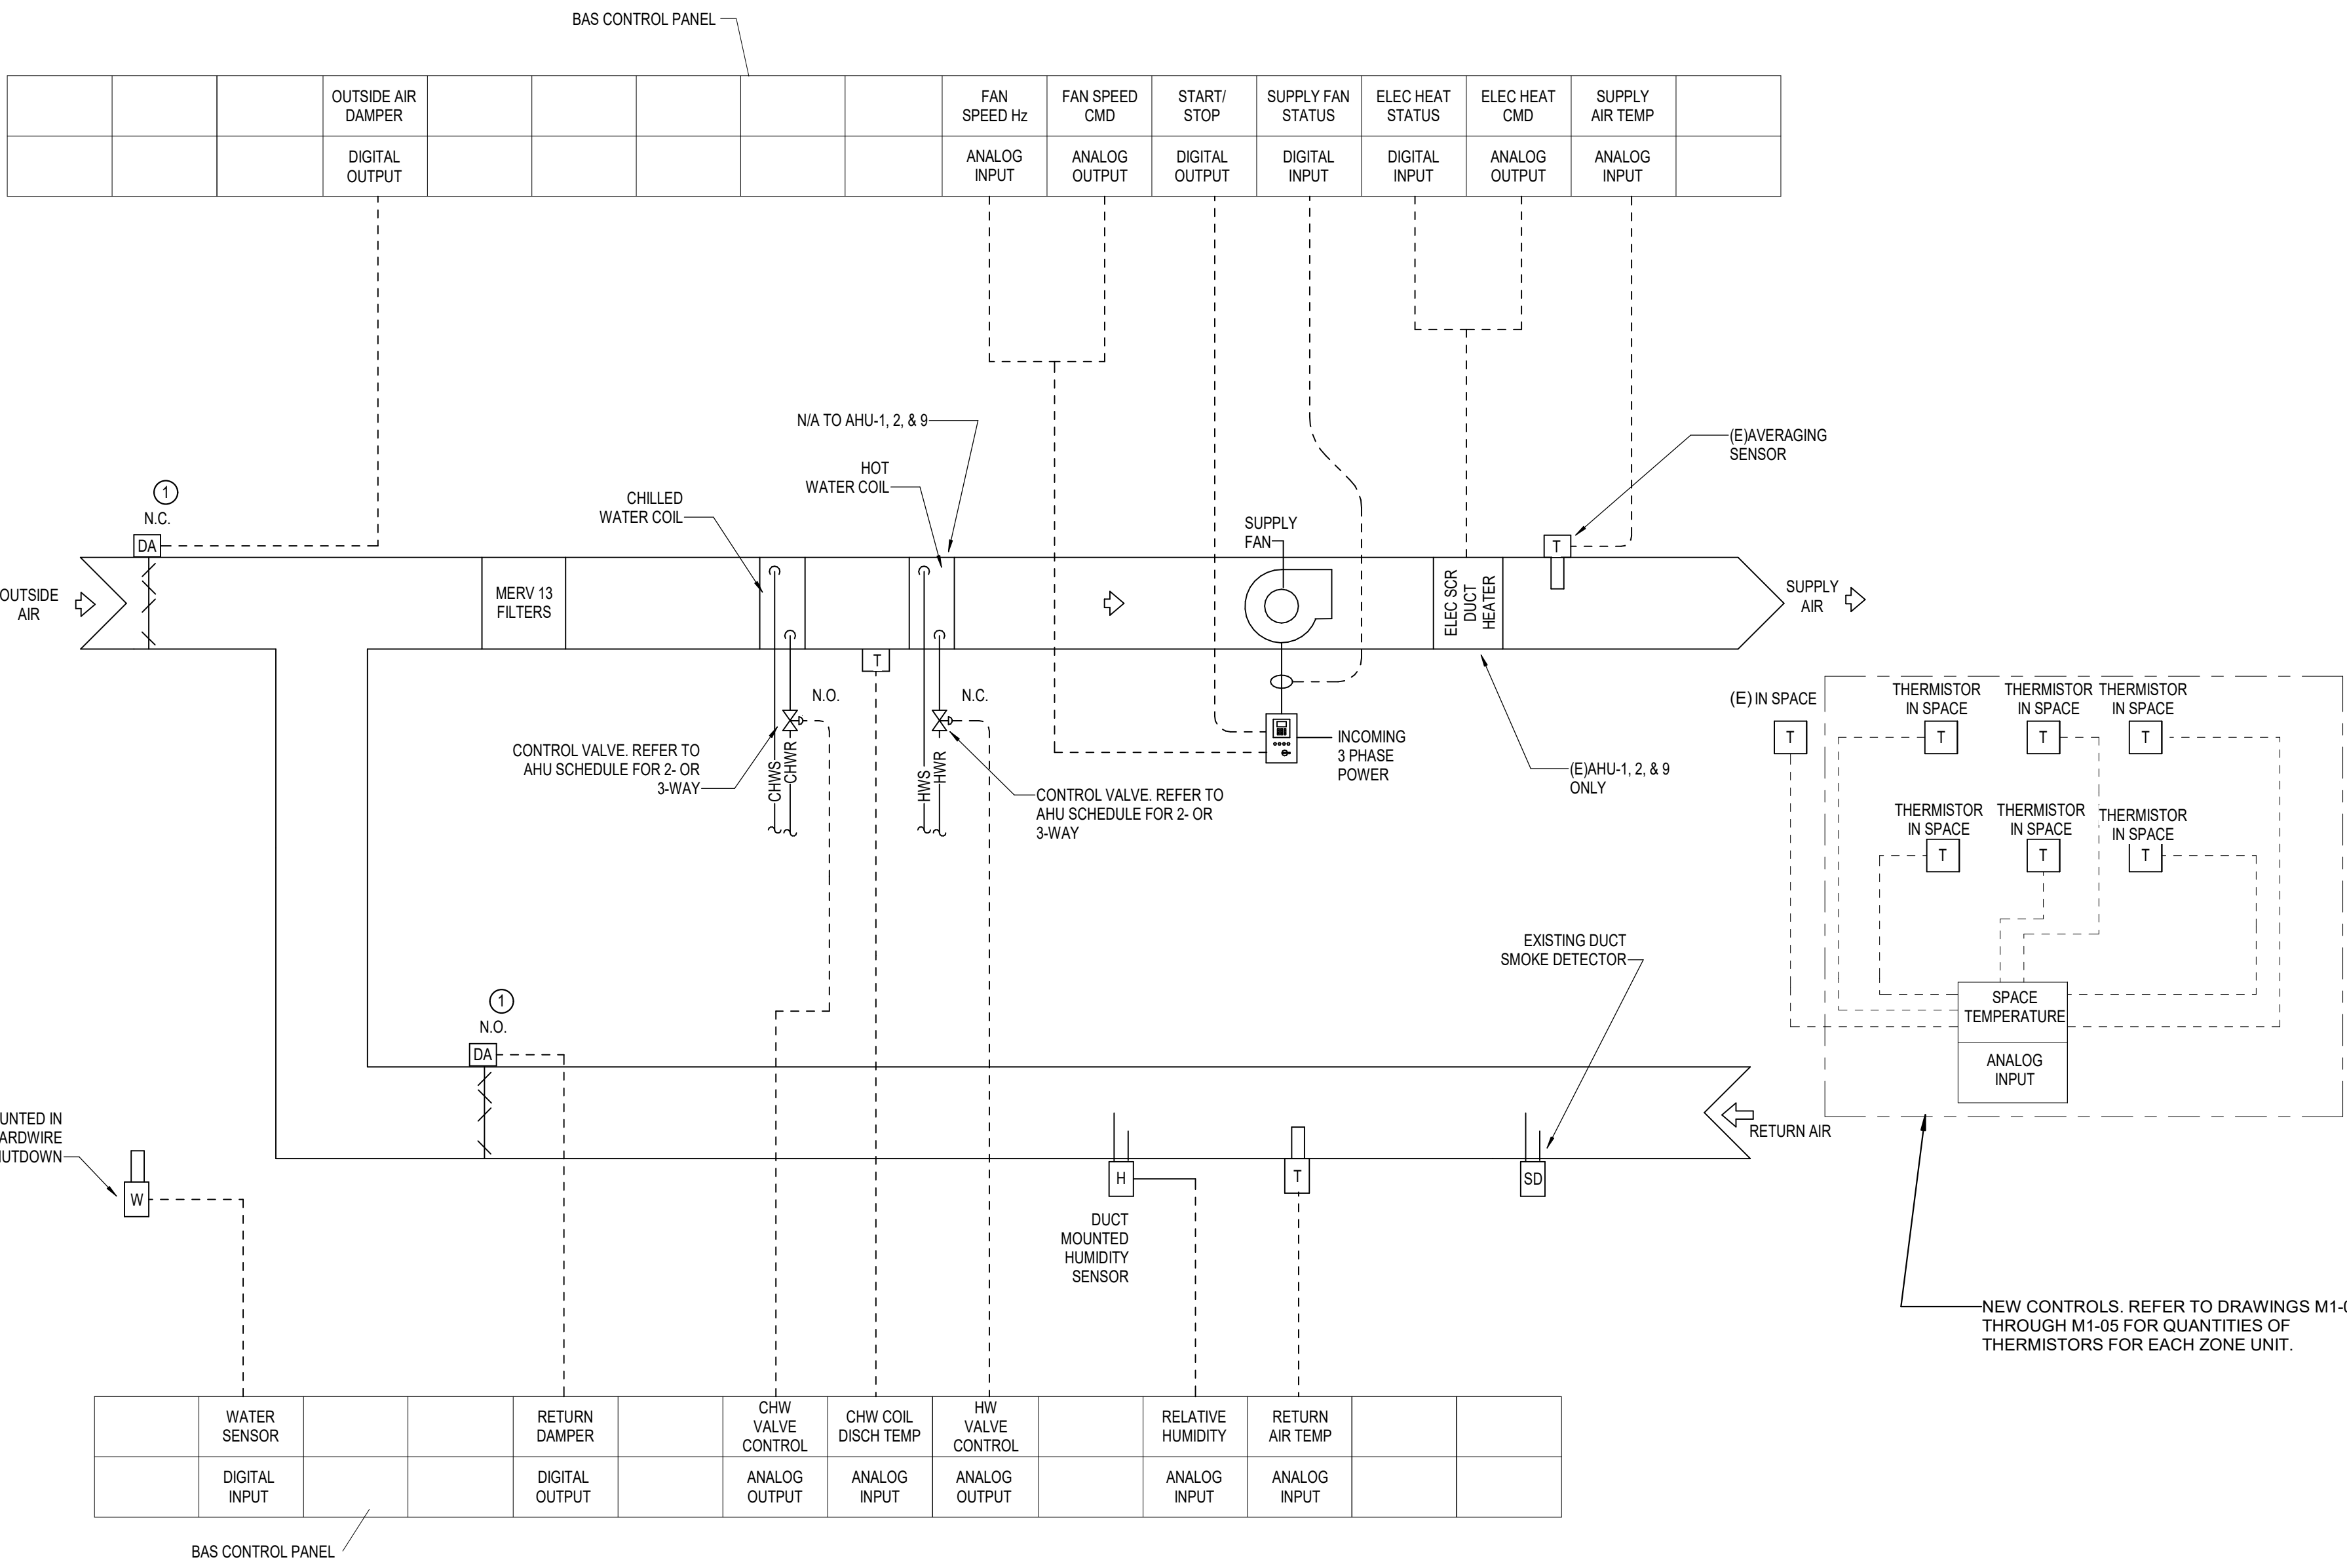 BAS CONTROL PANEL
OUTSIDE AIR
DAMPER
DIGITAL
OUTPUT
FAN
SPEED Hz
ANALOG
INPUT
FAN SPEED
CMD
ANALOG
OUTPUT
START/
STOP
DIGITAL
OUTPUT
SUPPLY FAN
STATUS
DIGITAL
INPUT
ELEC HEAT
STATUS
DIGITAL
INPUT
ELEC HEAT
CMD
ANALOG
OUTPUT
SUPPLY
AIR TEMP
ANALOG
INPUT
N/A TO AHU-1, 2, & 9
HOT
WATER COIL
CHILLED
WATER COIL
(E)AVERAGING
SENSOR
1
N.C.
DA
OUTSIDE
AIR
MERV 13
FILTERS
SUPPLY
FAN
ELEC SCR
DUCT
HEATER
T
SUPPLY
AIR
T
N.O.
N.C.
CONTROL VALVE. REFER TO
AHU SCHEDULE FOR 2- OR
3-WAY
CHWS
CHWR
HWS
HWR
CONTROL VALVE. REFER TO
AHU SCHEDULE FOR 2- OR
3-WAY
INCOMING
3 PHASE
POWER
(E)AHU-1, 2, & 9
ONLY
(E) IN SPACE
T
THERMISTOR
IN SPACE
T
THERMISTOR
IN SPACE
T
THERMISTOR
IN SPACE
T
THERMISTOR
IN SPACE
T
THERMISTOR
IN SPACE
T
THERMISTOR
IN SPACE
T
SPACE
TEMPERATURE
ANALOG
INPUT
EXISTING DUCT
SMOKE DETECTOR
1
N.O.
DA
RETURN AIR
IN
W
H
T
SD
DUCT
MOUNTED
HUMIDITY
SENSOR
NEW CONTROLS. REFER TO DRAWINGS
THROUGH M1-05 FOR QUANTITIES OF
THERMISTORS FOR EACH ZONE UNIT.
WATER
SENSOR
DIGITAL
INPUT
RETURN
DAMPER
DIGITAL
OUTPUT
CHW
VALVE
CONTROL
ANALOG
OUTPUT
CHW COIL
DISCH TEMP
ANALOG
INPUT
HW
VALVE
CONTROL
ANALOG
OUTPUT
RELATIVE
HUMIDITY
ANALOG
INPUT
RETURN
AIR TEMP
ANALOG
INPUT
BAS CONTROL PANEL